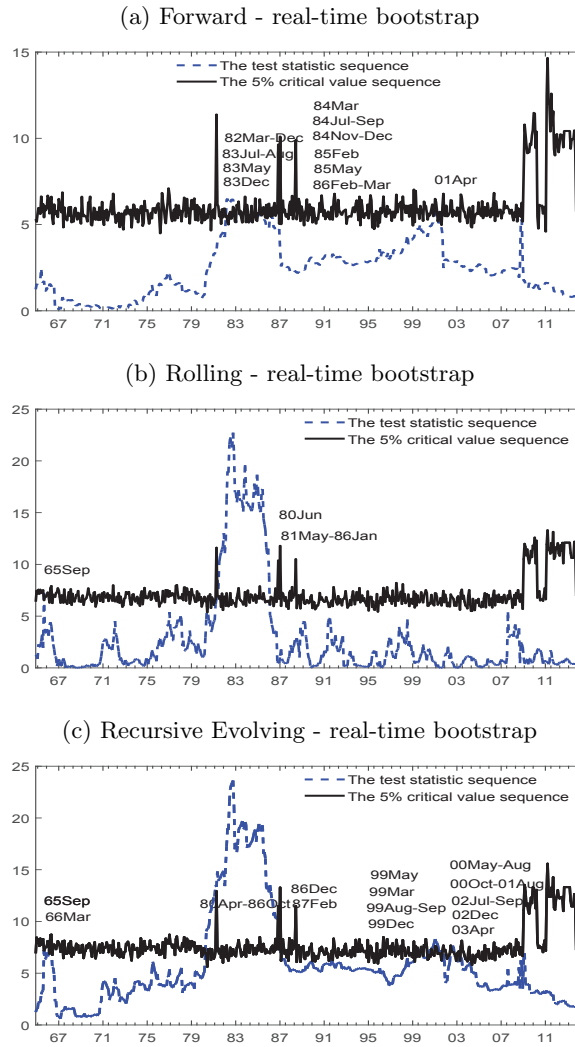 (a) Forward - real-time bootstrap
15
The test statistic sequence
The 5% critical value sequence
84Mar
84Jul-Sep
82Mar-Dec
84Nov-Dec
10
83Jul-Aug
85Feb
83May
85May
83Dec
86Feb-Mar
01Apr
5
0
67 71 75 79 83 87 91 95 99 03 07 11
(b) Rolling - real-time bootstrap
25
The test statistic sequence
The 5% critical value sequence
20
15
80Jun
81May-86Jan
10
65Sep
5
0
67 71 75 79 83 87 91 95 99 03 07 11
(c) Recursive Evolving - real-time bootstrap
25
The test statistic sequence
The 5% critical value sequence
20
15
00May-Aug
99May
86Dec
99Mar
00Oct-01Aug
65Sep
80Apr-86Oct
87Feb
99Aug-Sep
02Jul-Sep
66Mar
99Dec
02Dec
03Apr
10
5
0
67 71 75 79 83 87 91 95 99 03 07 11